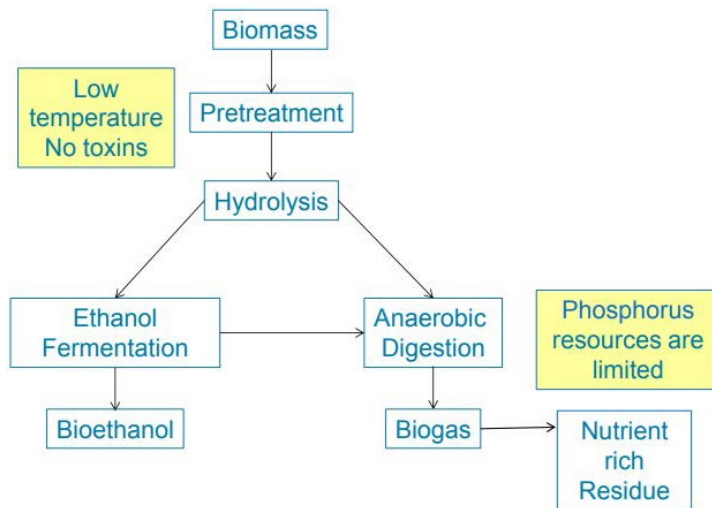 Biomass
Low
temperature
No toxins
Pretreatment
Hydrolysis
Ethanol
Fermentation
Anaerobic
Digestion
Phosphorus
resources are
limited
Bioethanol
Biogas
Nutrient
rich
Residue